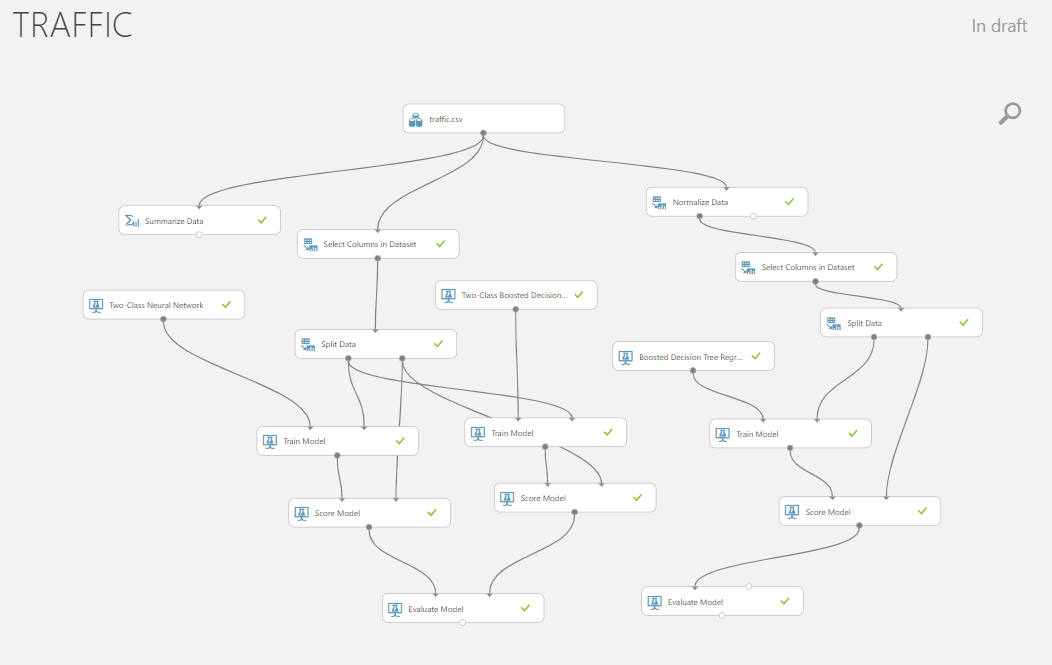 TRAFFIC
In draft
traffic.csv
Normalize Data
Summarize Data
Select Columns in Dataset
Select Columns in Dataset
Two-Class Boosted Decision...
Two-Class Neural Network
Split Data
Split Data
Boosted Decision Tree Regr...
Train Model
Train Model
Train Model
Score Model
Score Model
Score Model
Evaluate Model
Evaluate Model